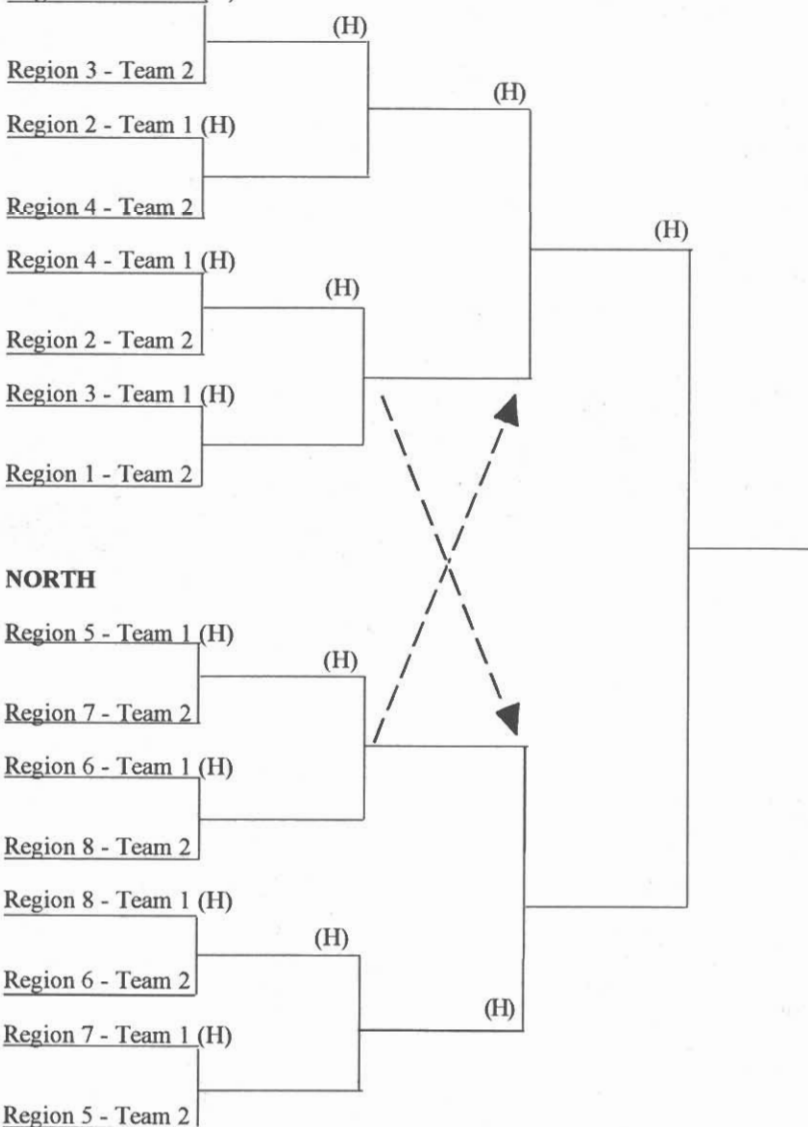 (H)
Region 3 - Team 2
(H)
Region 2 - Team 1 (H)
Region 4 - Team 2
(H)
Region 4 - Team 1 (H)
(H)
Region 2 - Team 2
Region 3 - Team 1 (H)
Region 1 - Team 2
NORTH
Region 5 - Team 1 (H)
(H)
Region 7 - Team 2
Region 6 - Team 1 (H)
Region 8 - Team 2
Region 8 - Team 1 (H)
(H)
Region 6 - Team 2
(H)
Region 7 - Team 1 (H)
Region 5 - Team 2